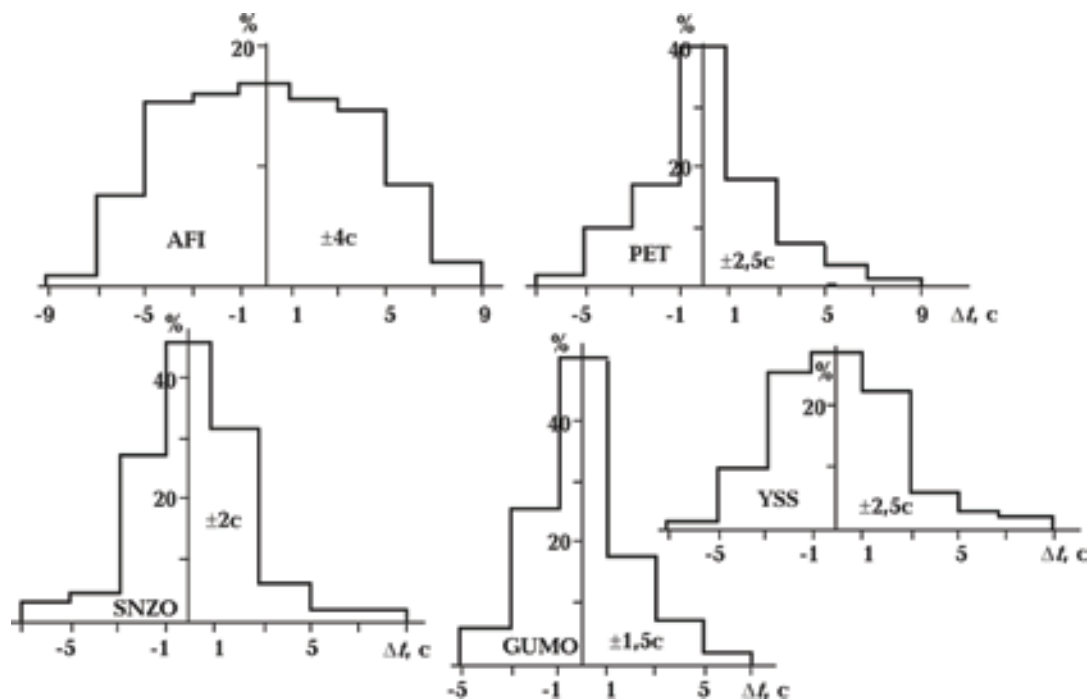 %
20
AFI
±4c
-9 -5 -1 1 5 9
%
40
20
PET
±2,5c
-5 -1 1 5 9 Δt, c
%
40
20
±2c
SNZO
-5 -1 1 5 Δt, c
%
40
20
GUMO
±1,5c
-5 -1 1 5 Δt, c
%
20
YSS
±2,5c
-5 -1 1 5 Δt, c